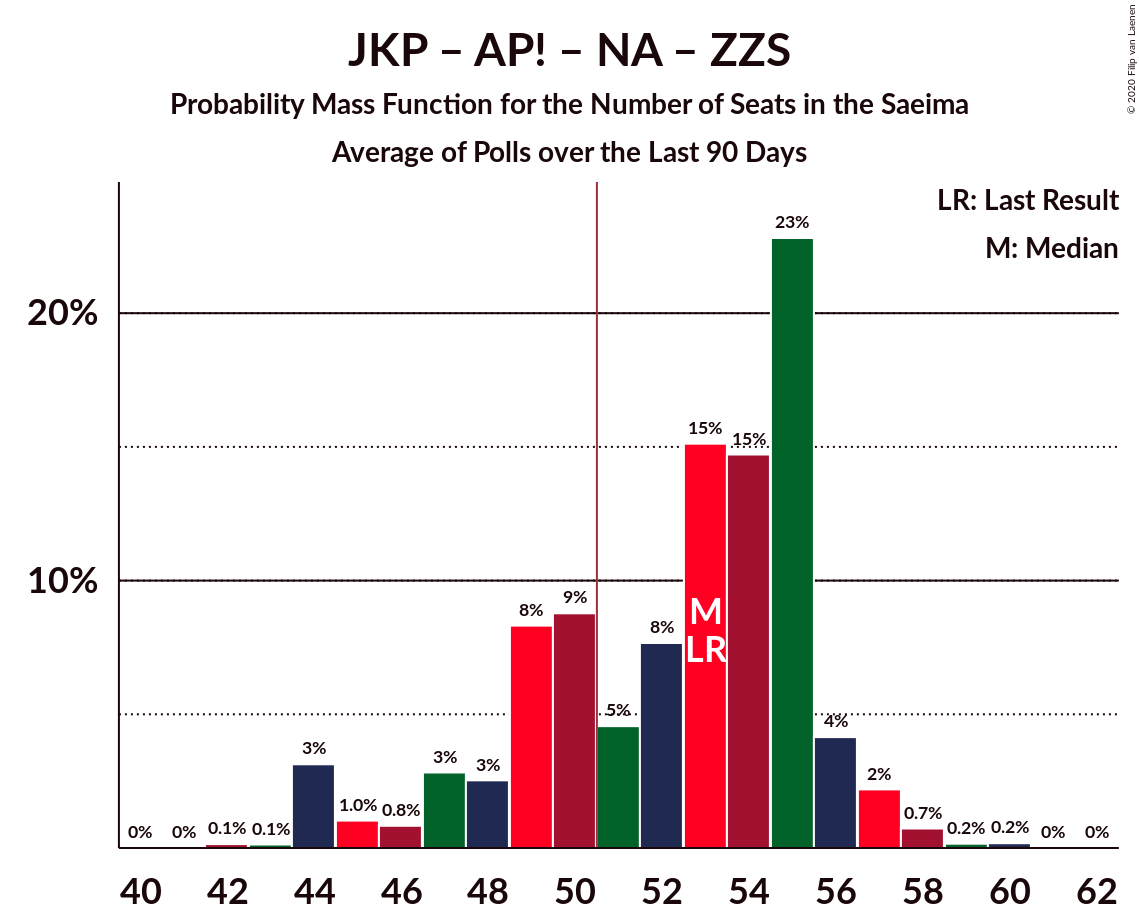 JKP – AP! – NA – ZZS
Probability Mass Function for the Number of Seats in the Saeima
Average of Polls over the Last 90 Days
© 2020 Filip van Laenen
LR: Last Result
M: Median
20%
10%
0%
0%
0.1%
0.1%
3%
1.0%
0.8%
3%
3%
8%
9%
5%
8%
15%
15%
23%
4%
2%
0.7%
0.2%
0.2%
0%
0%
M
LR
40 42 44 46 48 50 52 54 56 58 60 62